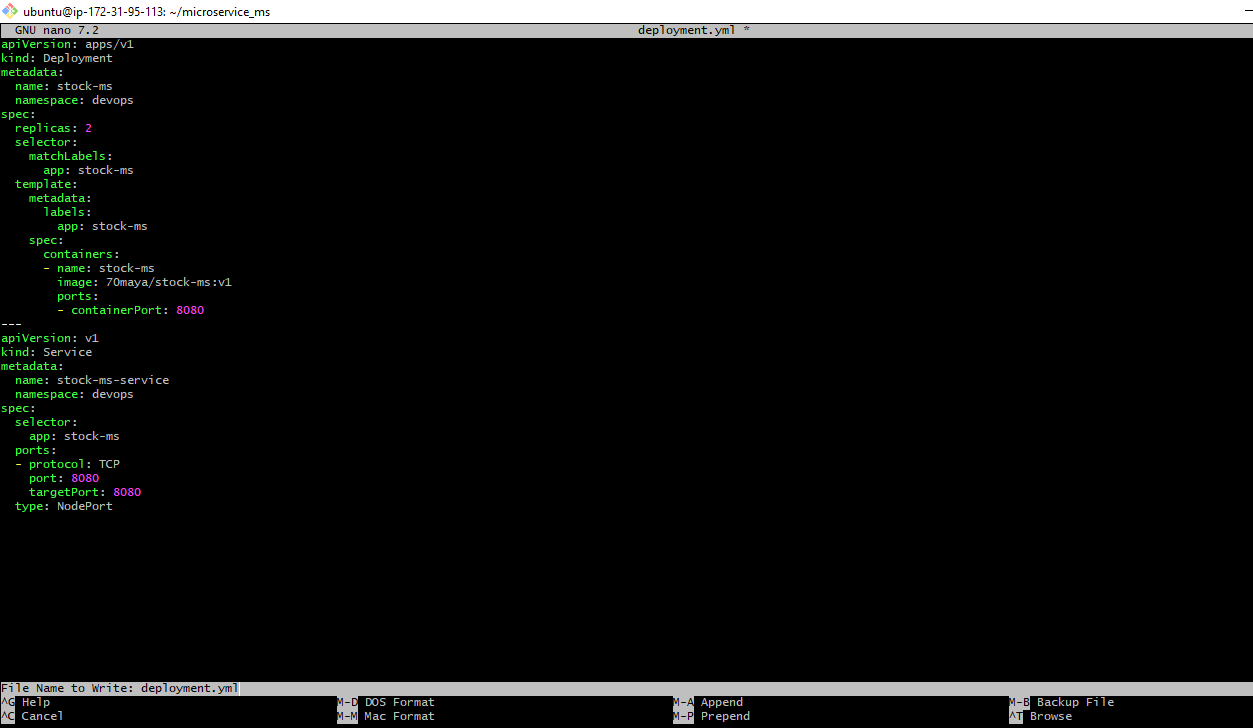 ubuntu@ip-172-31-95-113: ~/microservice_ms
GNU nano 7.2 deployment.yml *
apiVersion: apps/v1
kind: Deployment
metadata:
  name: stock-ms
  namespace: devops
spec:
  replicas: 2
  selector:
    matchLabels:
      app: stock-ms
  template:
    metadata:
      labels:
        app: stock-ms
    spec:
      containers:
      - name: stock-ms
        image: 70maya/stock-ms:v1
        ports:
        - containerPort: 8080
---
apiVersion: v1
kind: Service
metadata:
  name: stock-ms-service
  namespace: devops
spec:
  selector:
    app: stock-ms
  ports:
  - protocol: TCP
    port: 8080
    targetPort: 8080
  type: NodePort
File Name to Write: deployment.yml
^G Help M-D DOS Format M-A Append M-B Backup File
^C Cancel M-M Mac Format M-P Prepend ^T Browse